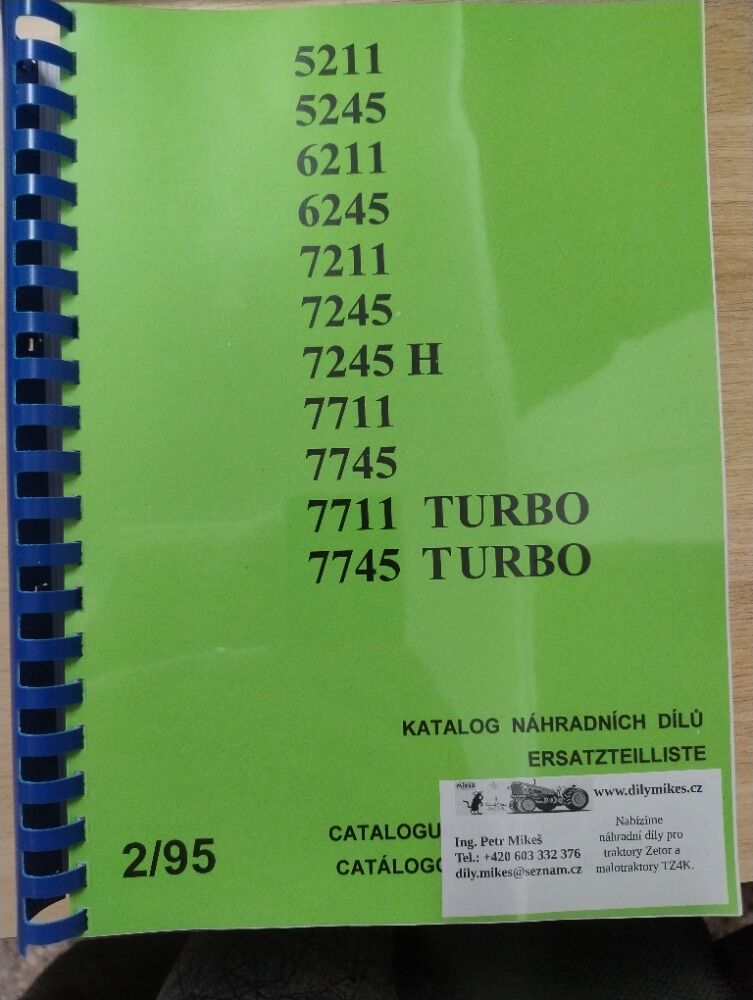 5211
5245
6211
6245
7211
7245
7245 H
7711
7745
7711 TURBO
7745 TURBO
KATALOG NÁHRADNÍCH DÍLŮ
ERSATZTEILLISTE
CATALOGU
CATÁLOGO
2/95
www.dilymikes.cz
Ing. Petr Mikeš
Tel.: +420 603 332 376
dily.mikes@seznam.cz
Nabízíme
náhradní díly pro
traktory Zetor a
malotraktory TZ4K.